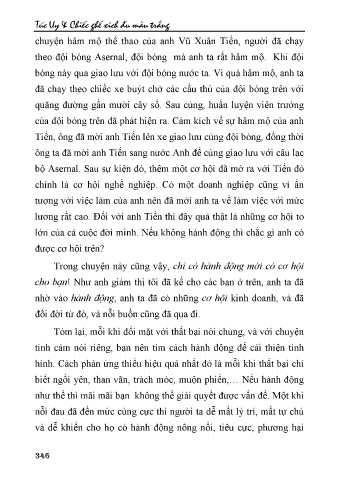 Túc Uy & Chiếc ghế xích đu màu trắng
chuyện hâm mộ thể thao của anh Vũ Xuân Tiến, người đã chạy
theo đội bóng Asernal, đội bóng mà anh ta rất hâm mộ. Khi đội
bóng này qua giao lưu với đội bóng nước ta. Vì quá hâm mộ, anh ta
đã chạy theo chiếc xe buýt chở các cầu thủ của đội bóng trên với
quãng đường gần mười cây số. Sau cùng, huấn luyện viên trưởng
của đội bóng trên đã phát hiện ra. Cảm kích về sự hâm mộ của anh
Tiến, ông đã mời anh Tiến lên xe giao lưu cùng đội bóng, đồng thời
ông ta đã mời anh Tiến sang nước Anh để cùng giao lưu với câu lạc
bộ Asernal. Sau sự kiện đó, thêm một cơ hội đã mở ra với Tiến đó
chính là cơ hội nghề nghiệp. Có một doanh nghiệp cũng vì ấn
tượng với việc làm của anh nên đã mời anh ta về làm việc với mức
lương rất cao. Đối với anh Tiến thì đây quả thật là những cơ hội to
lớn của cả cuộc đời mình. Nếu không hành động thì chắc gì anh có
được cơ hội trên?
Trong chuyện này cũng vậy, chỉ có hành động mới có cơ hội
cho bạn! Như anh giám thị tôi đã kể cho các bạn ở trên, anh ta đã
nhờ vào hành động, anh ta đã có những cơ hội kinh doanh, và đã
đổi đời từ đó, và nỗi buồn cũng đã qua đi.
Tóm lại, mỗi khi đối mặt với thất bại nói chung, và với chuyện
tình cảm nói riêng, bạn nên tìm cách hành động để cải thiện tình
hình. Cách phản ứng thiếu hiệu quả nhất đó là mỗi khi thất bại chỉ
biết ngồi yên, than vãn, trách móc, muộn phiền,… Nếu hành động
như thế thì mãi mãi bạn không thể giải quyết được vấn đề. Một khi
nỗi đau đã đến mức cùng cực thì người ta dễ mất lý trí, mất tự chủ
và dễ khiến cho họ có hành động nông nổi, tiêu cực, phương hại
346